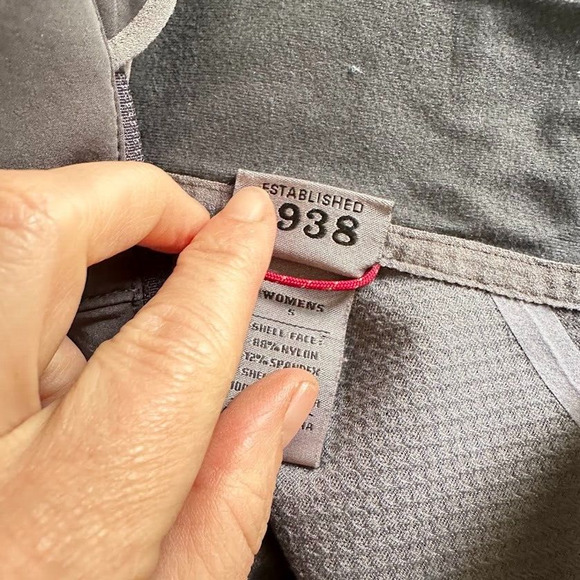 ESTABLISHED
938
WOMENS
S
SHELL FACE:
88% NYLON
12% SPANDEX